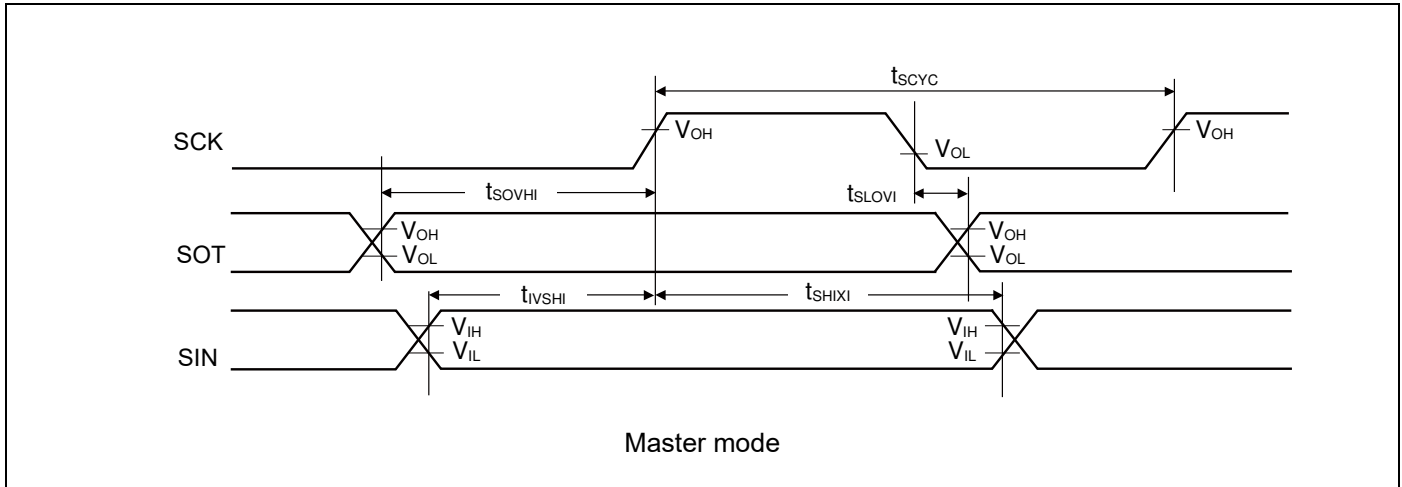 tSCYC
SCK
VOH
VOL
VOH
tSOVHI
tSLOVI
SOT
VOH
VOL
VOH
VOL
tIVSHI
tSHIXI
SIN
VIH
VIL
VIH
VIL
Master mode